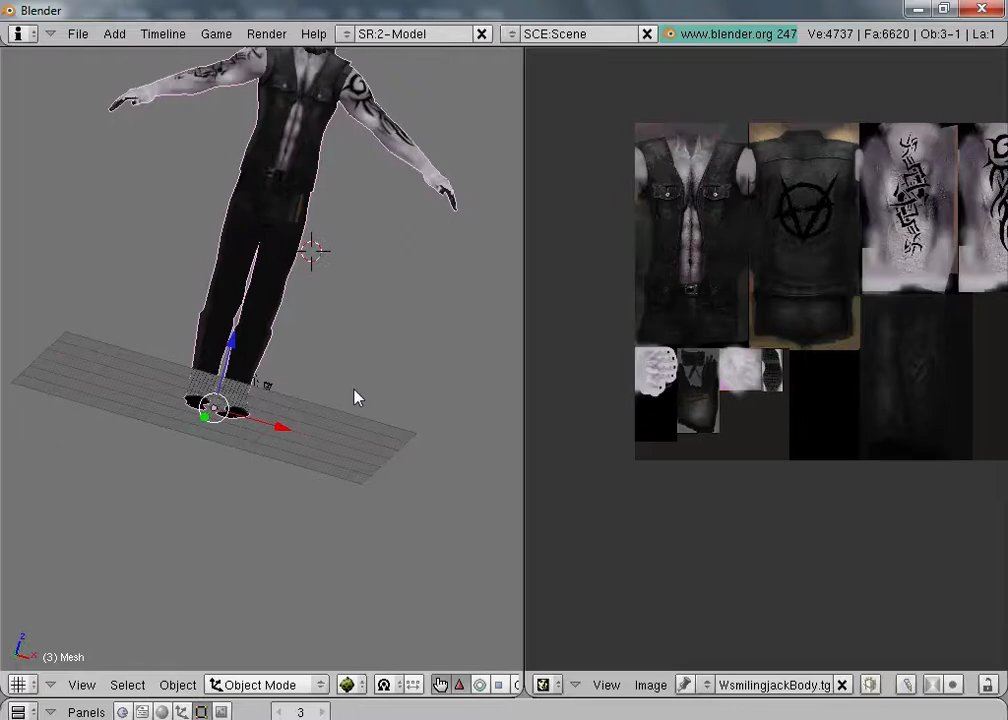 Blender
File Add Timeline Game Render Help SR:2-Model SCE:Scene www.blender.org 247 Ve:4737 | Fa:6620 | Ob:3-1 | La:1
z
x
(3) Mesh
View Select Object Object Mode View Image WsmilingjackBody.tg
Panels 3